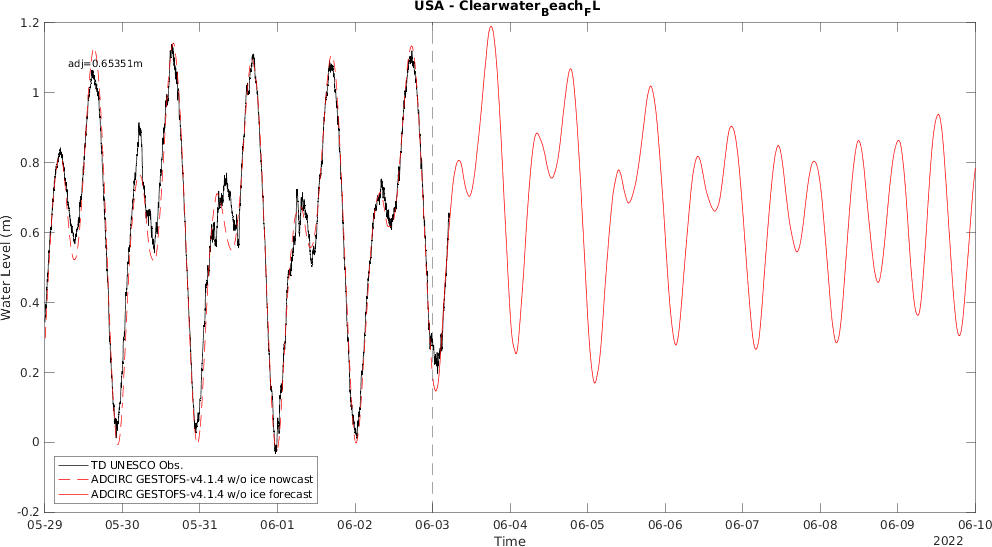 USA - Clearwater_Beach_FL
adj=0.65351m
Water Level (m)
1.2
1
0.8
0.6
0.4
0.2
0
-0.2
TD UNESCO Obs.
ADCIRC GESTOFS-v4.1.4 w/o ice nowcast
ADCIRC GESTOFS-v4.1.4 w/o ice forecast
05-29 05-30 05-31 06-01 06-02 06-03 06-04 06-05 06-06 06-07 06-08 06-09 06-10
Time
2022